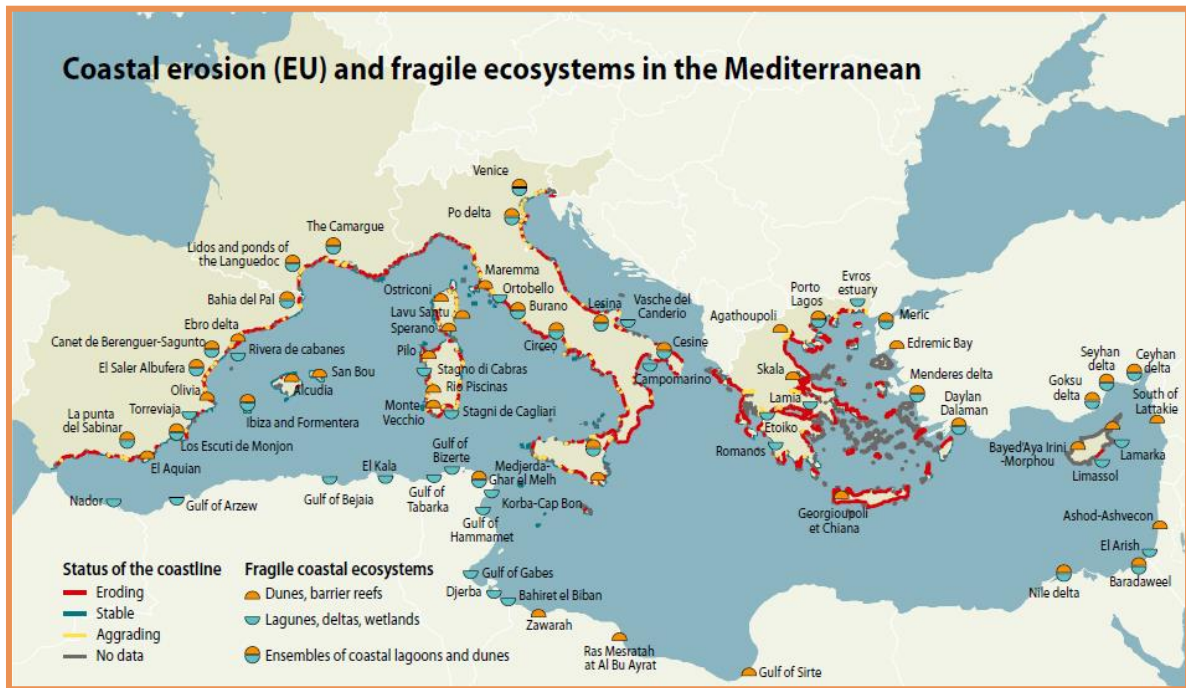 Coastal erosion (EU) and fragile ecosystems in the Mediterranean
Venice
Po delta
The Camargue
Lidos and ponds of
the Languedoc
Bahia del Pal
Ebro delta
Canet de Berenguer-Sagunto
Rivera de cabanes
El Saler Albufera
San Bou
Olivia
Alcudia
Torrevieja
La punta
del Sabinar
Ibiza and Formentera
Los Escuti de Monjon
El Aquian
Maremma
Ortobello
Ostriconi
Burano
Lavu Santu
Sperano
Circeo
Lesina
Vasche del
Canderio
Cesine
Campomarino
Pilo
Stagno di Cabras
Rio Piscinas
Monte
Vecchio
Stagni de Cagliari
Agathoupoli
Porto
Lagos
Evros
estuary
Meric
Edremic Bay
Skala
Menderes delta
Lamia
Etoiko
Romanos
Daylan
Dalaman
Georgioupoli
et Chiana
Seyhan
delta
Ceyhan
delta
Goksu
delta
South of
Lattakie
Bayed'Aya Irini
-Morphou
Lamarka
Limassol
Ashod-Ashvecon
El Arish
Baradaweel
Nile delta
Nador
Gulf of Arzew
Gulf of Bejaia
El Kala
Gulf of
Tabarka
Gulf of
Bizerte
Medjerda-
Ghar el Melh
Korba-Cap Bon
Gulf of
Hammamet
Gulf of Gabes
Djerba
Bahiret el Biban
Zawarah
Ras Mesratah
at Al Bu Ayrat
Gulf of Sirte
Status of the coastline
Eroding
Stable
Aggrading
No data
Fragile coastal ecosystems
Dunes, barrier reefs
Lagunes, deltas, wetlands
Ensembles of coastal lagoons and dunes